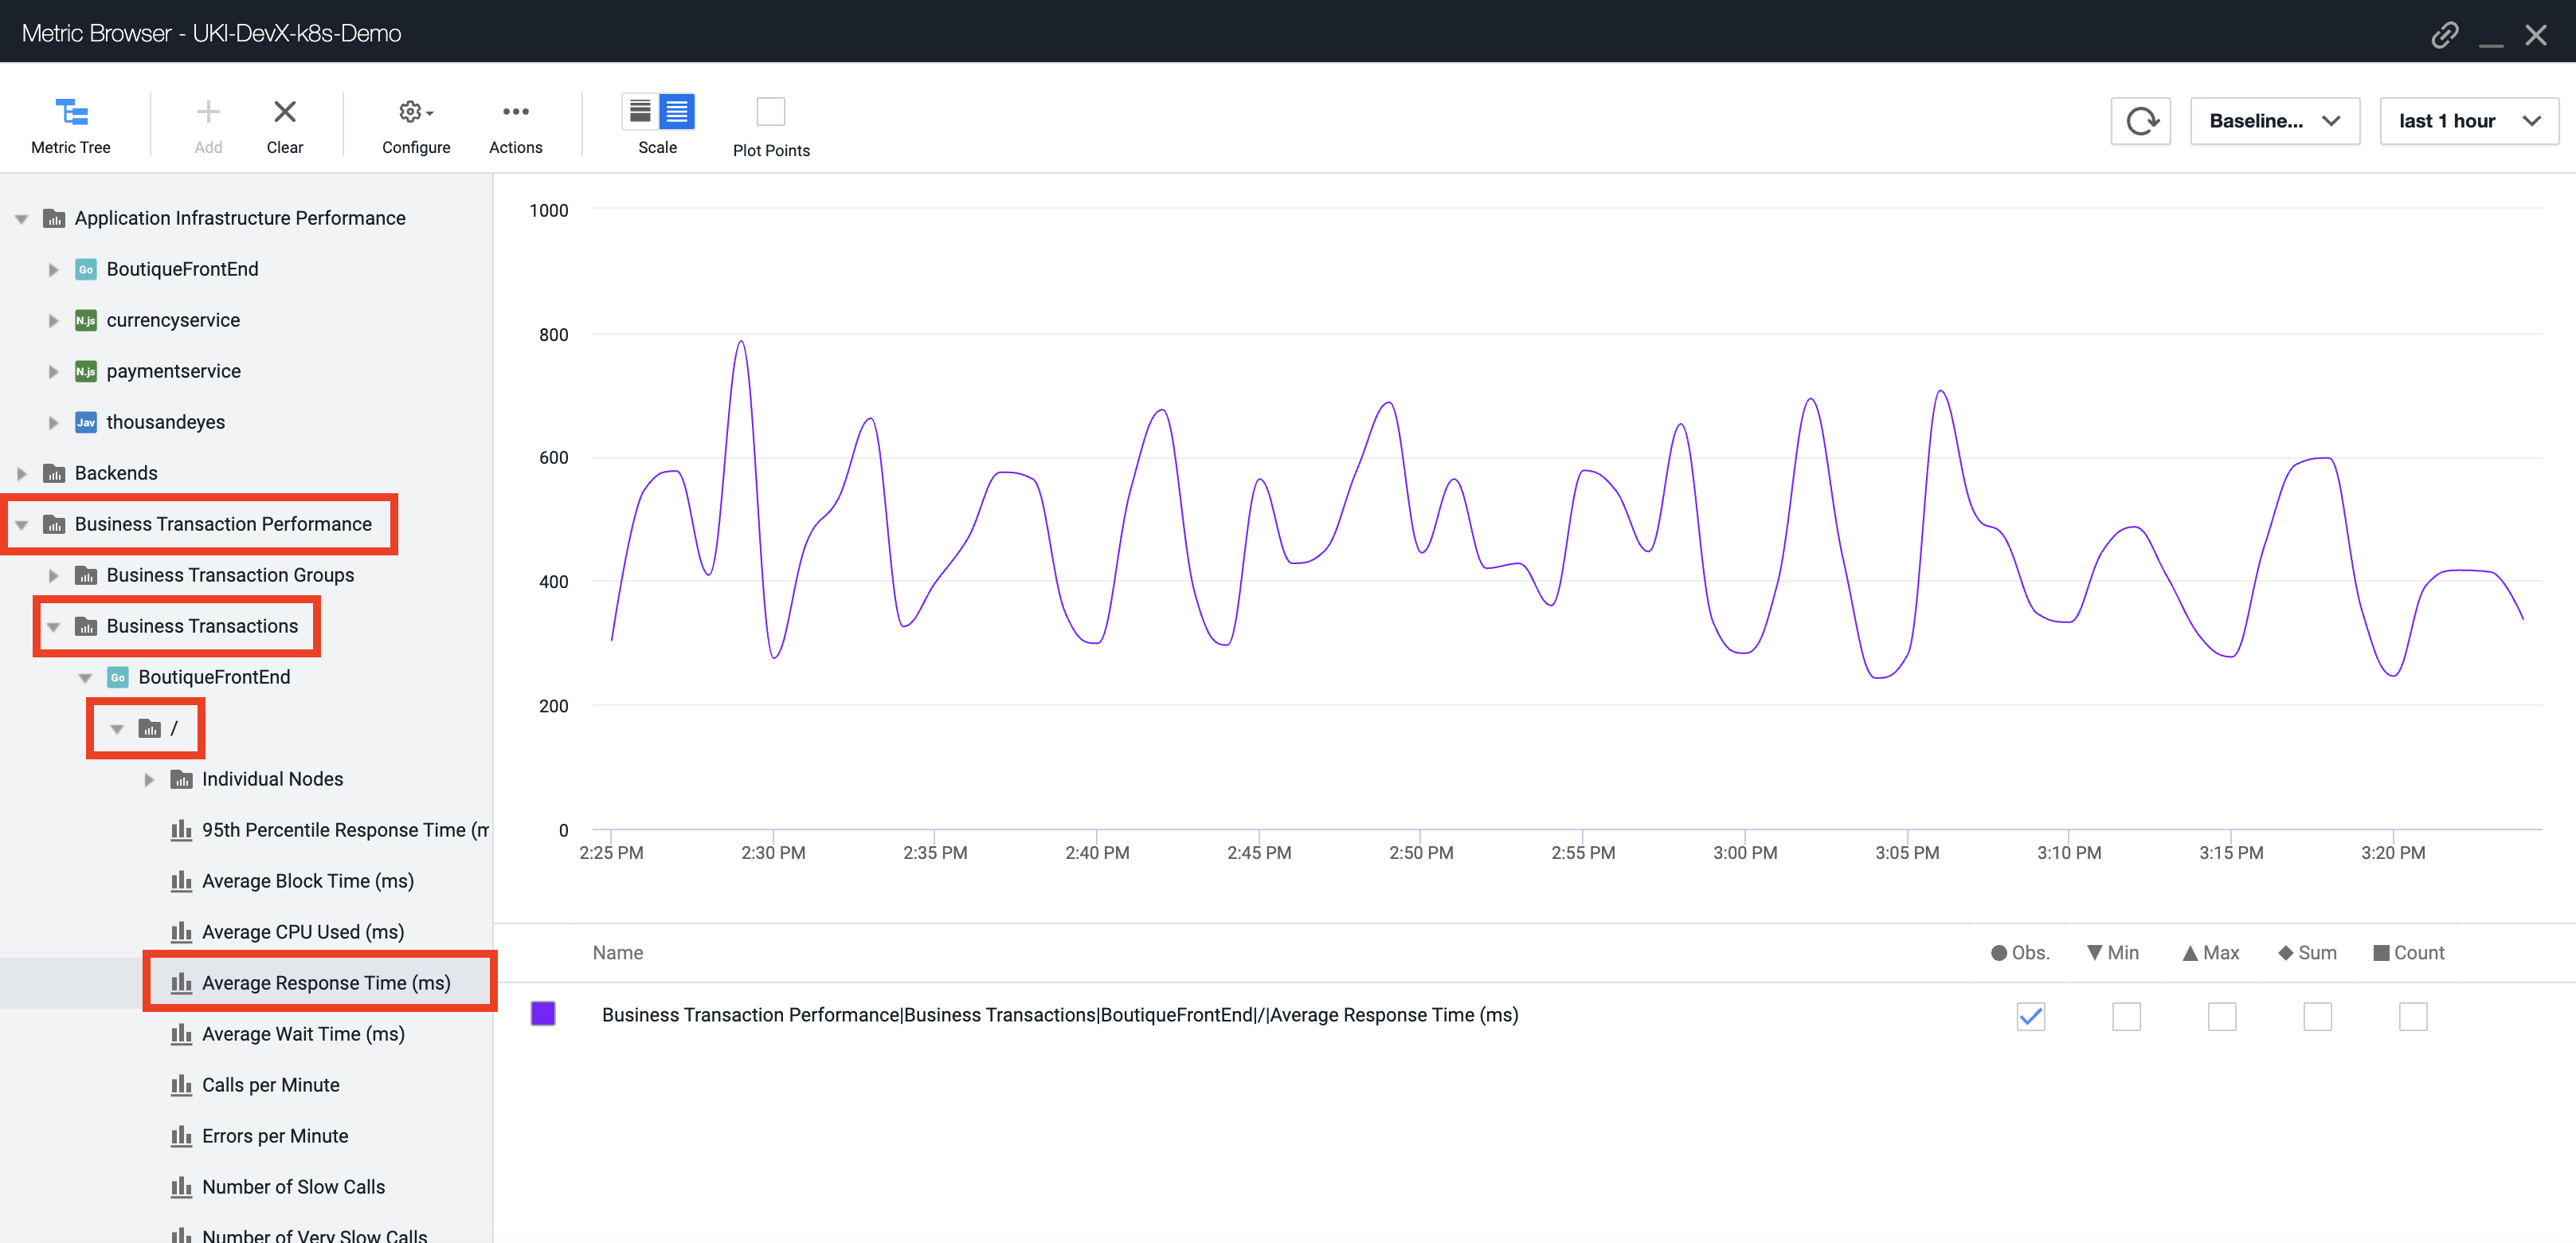 Metric Browser - UKI-DevX-k8s-Demo
Metric Tree
Add
Clear
Configure
Actions
Scale
Plot Points
Baseline...
last 1 hour
Application Infrastructure Performance
Go BoutiqueFrontEnd
N.js currencyservice
N.js paymentservice
Jav thousandeyes
Backends
Business Transaction Performance
Business Transaction Groups
Business Transactions
Go BoutiqueFrontEnd
/
Individual Nodes
95th Percentile Response Time (m
Average Block Time (ms)
Average CPU Used (ms)
Average Response Time (ms)
Average Wait Time (ms)
Calls per Minute
Errors per Minute
Number of Slow Calls
Number of Very Slow Calls
1000
800
600
400
200
0
2:25 PM 2:30 PM 2:35 PM 2:40 PM 2:45 PM 2:50 PM 2:55 PM 3:00 PM 3:05 PM 3:10 PM 3:15 PM 3:20 PM
Name Obs. Min Max Sum Count
Business Transaction Performance|Business Transactions|BoutiqueFrontEnd|/|Average Response Time (ms)